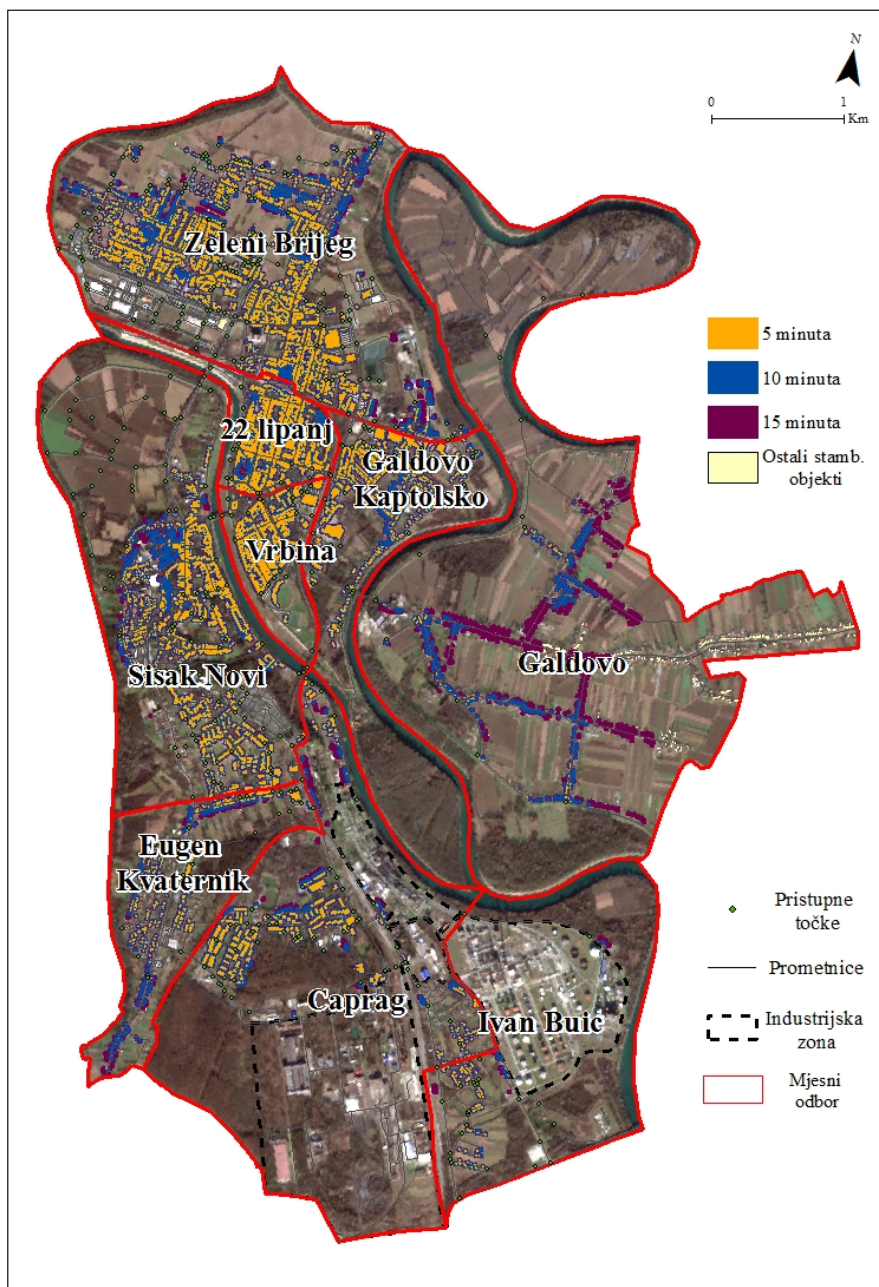 N
0 1
Km
Zeleni Brijeg
5 minuta
10 minuta
15 minuta
Ostali stamb.
objekti
22 lipanj
Galdovo
Kaptolsko
Vrbina
Galdovo
Sisak Novi
Eugen
Kvaternik
Caprag
Ivan Buic
Pristupne
točke
Prometnice
Industrijska
zona
Mjesni
odbor